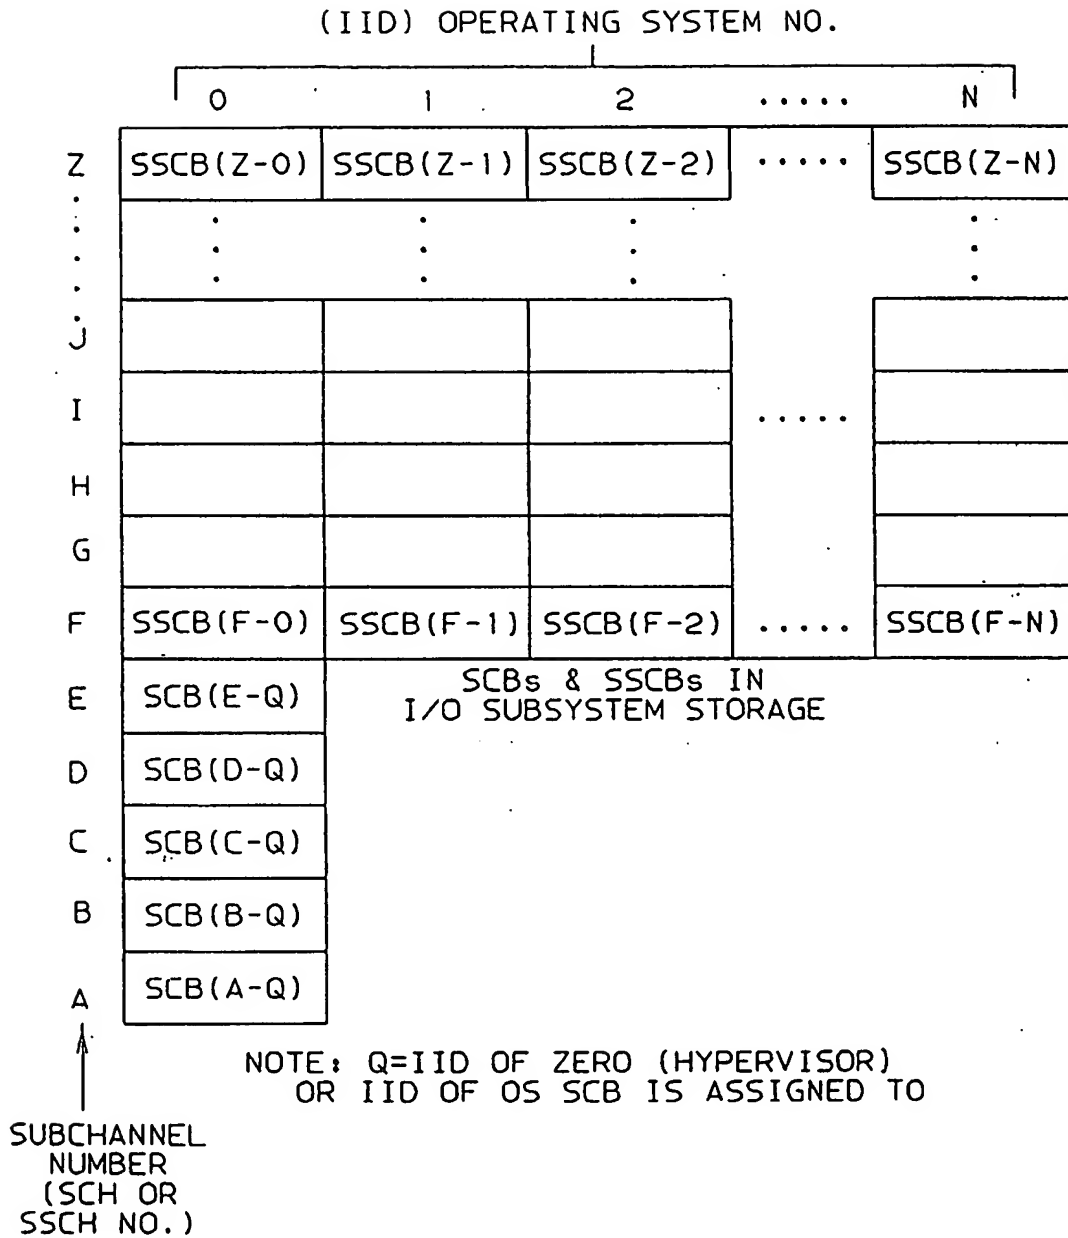 (IID) OPERATING SYSTEM NO.
0 1 2 ..... N
Z SSCB(Z-0) SSCB(Z-1) SSCB(Z-2) ..... SSCB(Z-N)
J
I .....
H
G
F SSCB(F-0) SSCB(F-1) SSCB(F-2) ..... SSCB(F-N)
E SCB(E-Q) SCBs & SSCBs IN
I/O SUBSYSTEM STORAGE
D SCB(D-Q)
C SCB(C-Q)
B SCB(B-Q)
A SCB(A-Q)
NOTE: Q=IID OF ZERO (HYPERVISOR)
OR IID OF OS SCB IS ASSIGNED TO
SUBCHANNEL
NUMBER
(SCH OR
SSCH NO.)